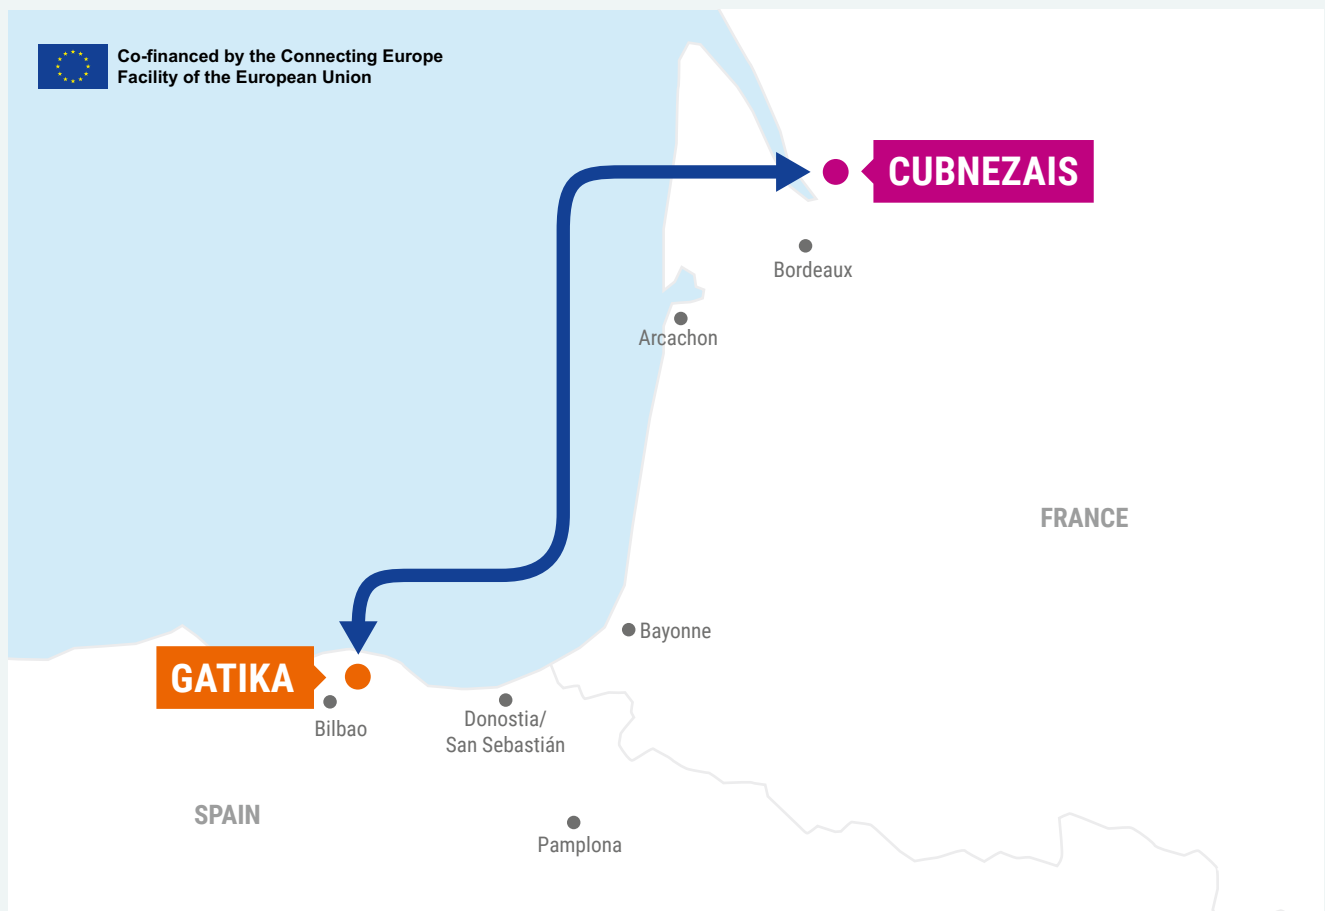 Co-financed by the Connecting Europe
Facility of the European Union
CUBNEZAIS
Bordeaux
Arcachon
FRANCE
Bayonne
GATIKA
Bilbao
Donostia/
San Sebastián
SPAIN
Pamplona